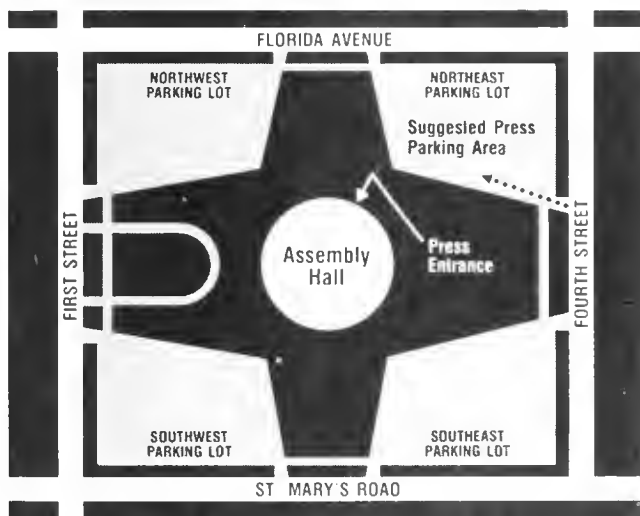 FLORIDA AVENUE
NORTHWEST
PARKING LOT
NORTHEAST
PARKING LOT
Suggested Press
Parking Area
FIRST STREET
Assembly
Hall
Press
Entrance
FOURTH STREET
SOUTHWEST
PARKING LOT
SOUTHEAST
PARKING LOT
ST MARY'S ROAD